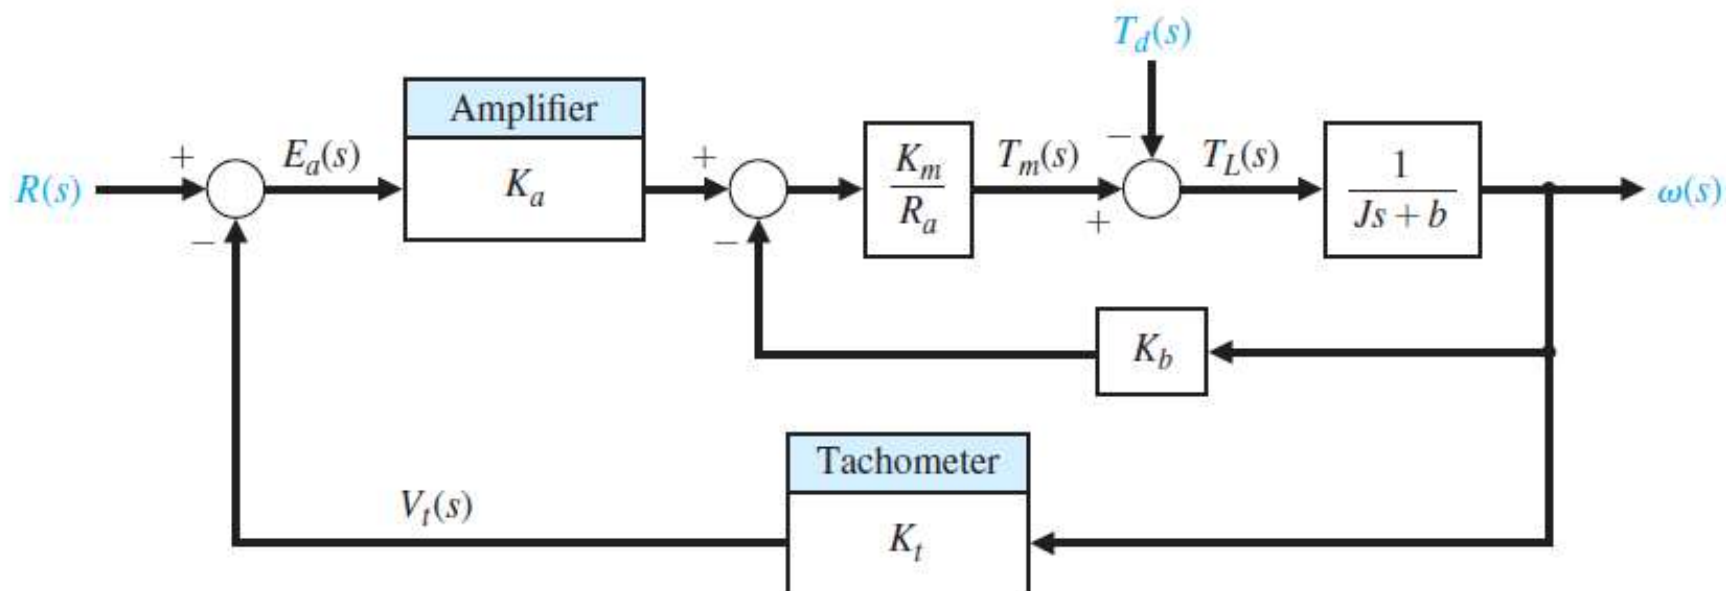 T_d(s)
Amplifier
+ E_a(s) + − T_m(s) T_L(s)
R(s) K_a K_m/R_a 1/(Js + b) ω(s)
− − +
K_b
Tachometer
V_t(s)
K_t